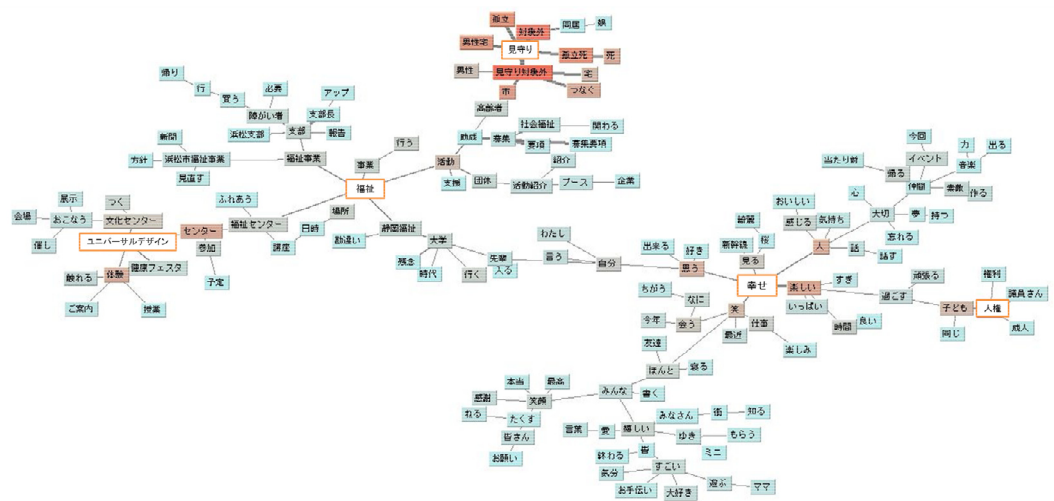 孤立
対象外
同居
娯
男性宅
見守り
孤立死
死
男性
見守り対象外
宅
市
つなぐ
高齢者
帰り
行
買う
必要
アップ
障がい者
支部長
浜松支部
支部
報告
新聞
方針
浜松市福祉事業
福祉事業
見直す
助成
募集
社会福祉
関わる
要項
募集要項
行う
事業
活動
紹介
福祉
支援
団体
活動紹介
ブース
企業
展示
つく
会場
おこなう
文化センター
催し
ユニバーサルデザイン
触れる
体験
健康フェスタ
ご案内
授業
センター
参加
予定
ふれあう
福祉センター
場所
日時
講座
勘違い
静岡福祉
大学
残念
時代
行く
先輩
入る
わたし
言う
自分
出来る
好き
思う
綺麗
新幹線
桜
見る
幸せ
おいしい
感じる
気持ち
人
話
話す
心
大切
夢
持つ
忘れる
当たり前
帰る
今回
イベント
仲間
力
音楽
出る
素敵
作る
楽しい
すぎ
いっぱい
時間
良い
過ごす
頑張る
子ども
同じ
権利
議員さん
人権
成人
ちがう
なに
今年
会う
笑
最近
仕事
楽しみ
友達
ほんと
寝る
みんな
書く
本当
最高
感謝
笑顔
ねる
たくす
皆さん
お願い
言葉
愛
嬉しい
みなさん
街
知る
ゆき
もらう
ミニ
皆
終わる
すごい
気分
お手伝い
大好き
遊ぶ
ママ